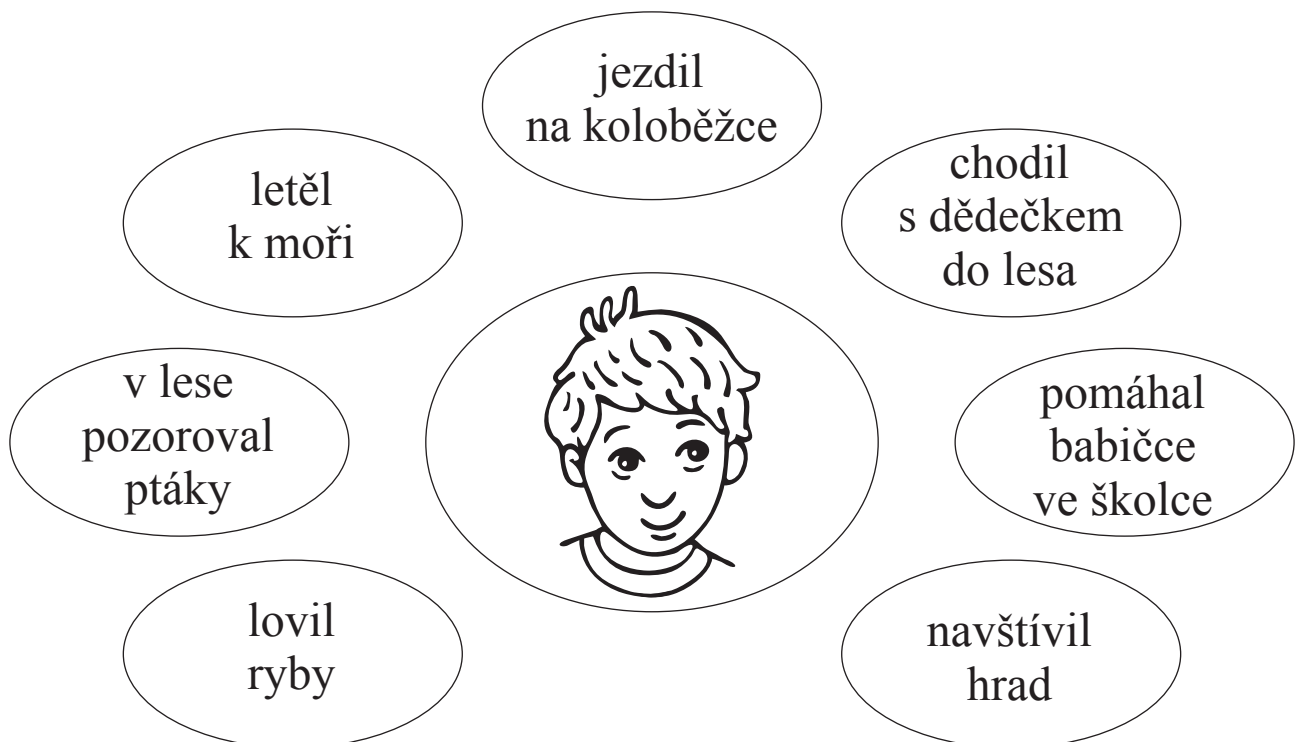 jezdil
na koloběžce
letěl
k moři
chodil
s dědečkem
do lesa
v lese
pozoroval
ptáky
pomáhal
babičce
ve školce
lovil
ryby
navštívil
hrad